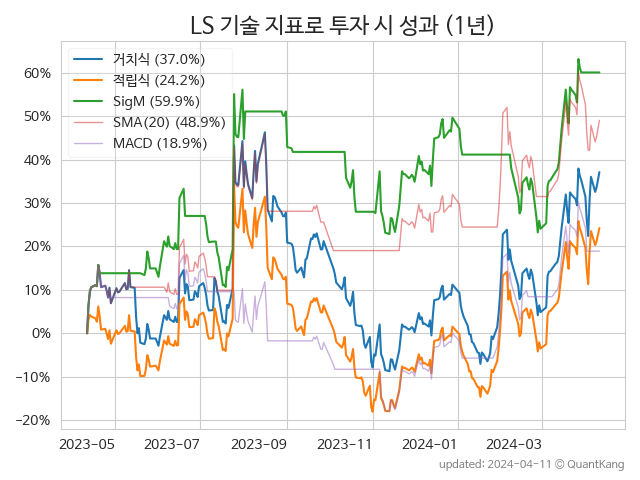 LS 기술 지표로 투자 시 성과 (1년)
거치식 (37.0%)
적립식 (24.2%)
SigM (59.9%)
SMA(20) (48.9%)
MACD (18.9%)
60%
50%
40%
30%
20%
10%
0%
−10%
−20%
2023-05 2023-07 2023-09 2023-11 2024-01 2024-03
updated: 2024-04-11 © QuantKang